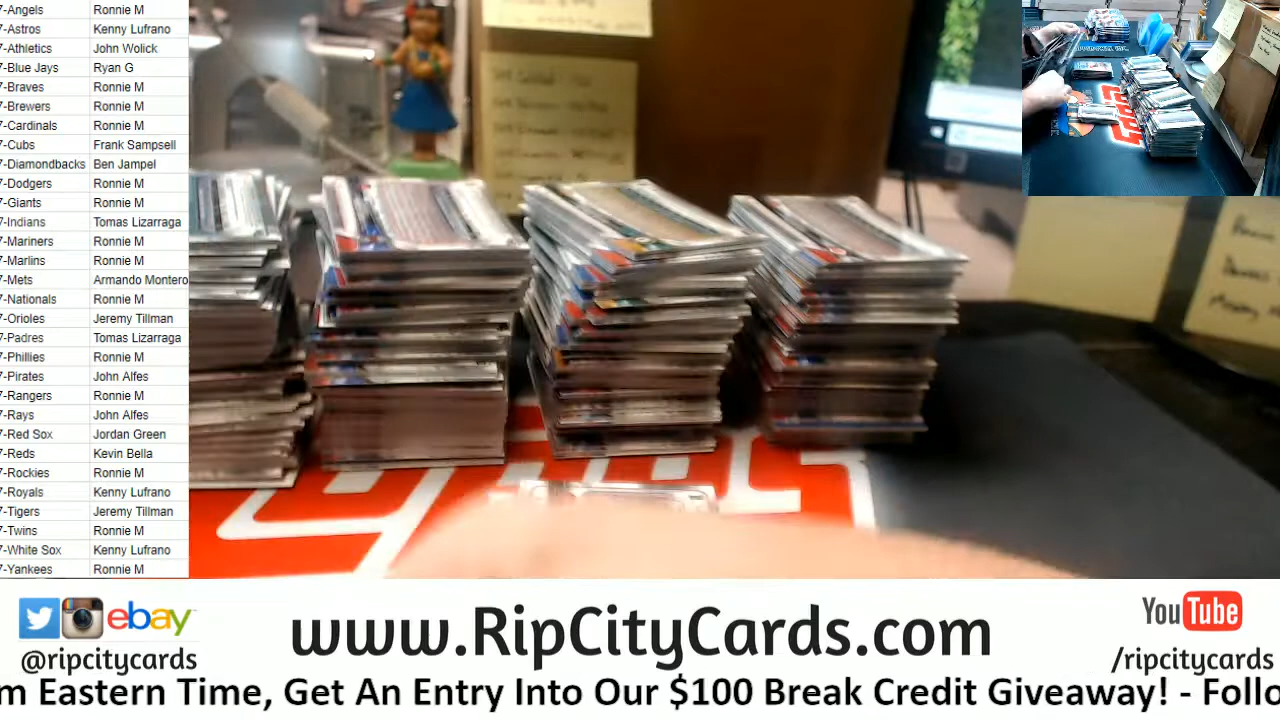 7-Angels Ronnie M
7-Astros Kenny Lufrano
7-Athletics John Wolick
7-Blue Jays Ryan G
7-Braves Ronnie M
7-Brewers Ronnie M
7-Cardinals Ronnie M
7-Cubs Frank Sampsell
7-Diamondbacks Ben Jampel
7-Dodgers Ronnie M
7-Giants Ronnie M
7-Indians Tomas Lizarraga
7-Mariners Ronnie M
7-Marlins Ronnie M
7-Mets Armando Montero
7-Nationals Ronnie M
7-Orioles Jeremy Tillman
7-Padres Tomas Lizarraga
7-Phillies Ronnie M
7-Pirates John Alfes
7-Rangers Ronnie M
7-Rays John Alfes
7-Red Sox Jordan Green
7-Reds Kevin Bella
7-Rockies Ronnie M
7-Royals Kenny Lufrano
7-Tigers Jeremy Tillman
7-Twins Ronnie M
7-White Sox Kenny Lufrano
7-Yankees Ronnie M
ebay
@ripcitycards
www.RipCityCards.com
YouTube
/ripcitycards
m Eastern Time, Get An Entry Into Our $100 Break Credit Giveaway! - Follo